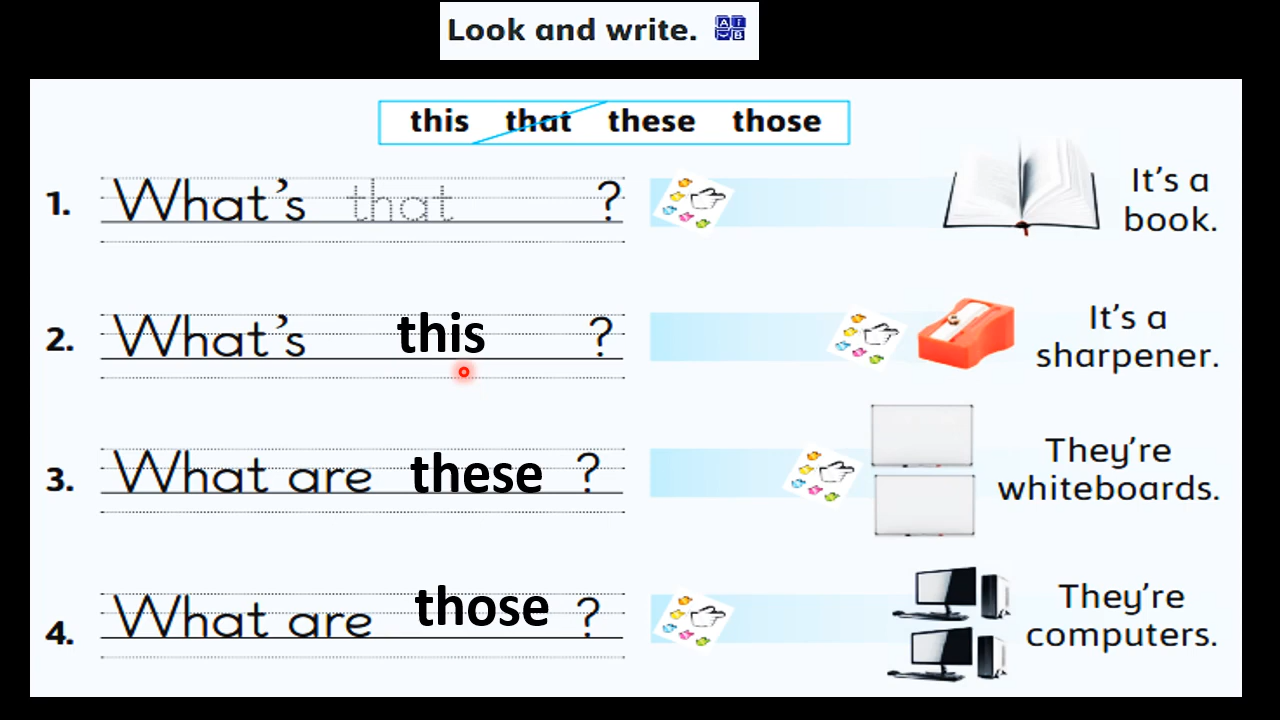 Look and write.
this that these those
1. What's that ?
It's a
book.
2. What's this ?
It's a
sharpener.
3. What are these ?
They're
whiteboards.
4. What are those ?
They're
computers.